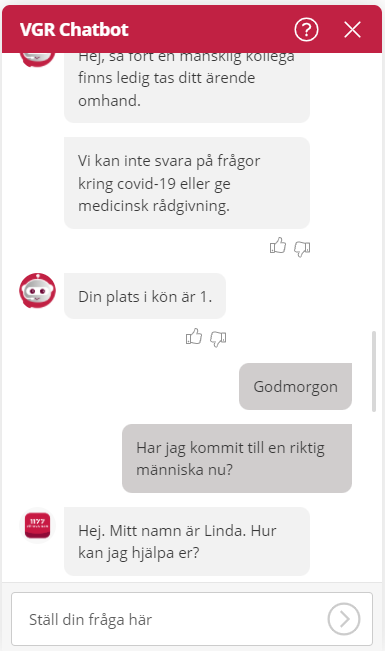 VGR Chatbot
Hej, så fort en mänsklig kollega
finns ledig tas ditt ärende
omhand.
Vi kan inte svara på frågor
kring covid-19 eller ge
medicinsk rådgivning.
Din plats i kön är 1.
Godmorgon
Har jag kommit till en riktig
människa nu?
1177
Hej. Mitt namn är Linda. Hur
kan jag hjälpa er?
Ställ din fråga här